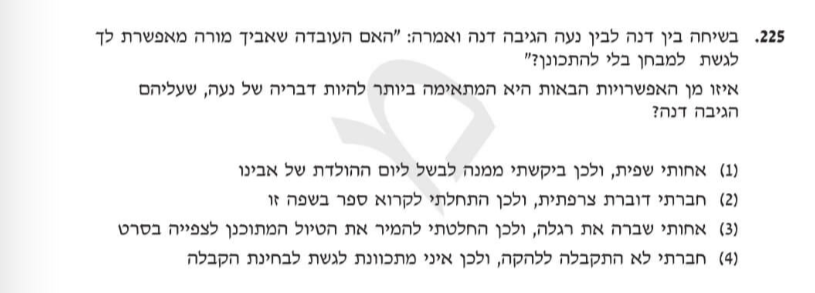 225. בשיחה בין דנה לבין נעה הגיבה דנה ואמרה: "האם העובדה שאביך מורה מאפשרת לך
לגשת למבחן בלי להתכונן?"
איזו מן האפשרויות הבאות היא המתאימה ביותר להיות דבריה של נעה, שעליהם
הגיבה דנה?
(1) אחותי שפית, ולכן ביקשתי ממנה לבשל ליום ההולדת של אבינו
(2) חברתי דוברת צרפתית, ולכן התחלתי לקרוא ספר בשפה זו
(3) אחותי שברה את רגלה, ולכן החלטתי להמיר את הטיול המתוכנן לצפייה בסרט
(4) חברתי לא התקבלה ללהקה, ולכן איני מתכוונת לגשת לבחינת הקבלה